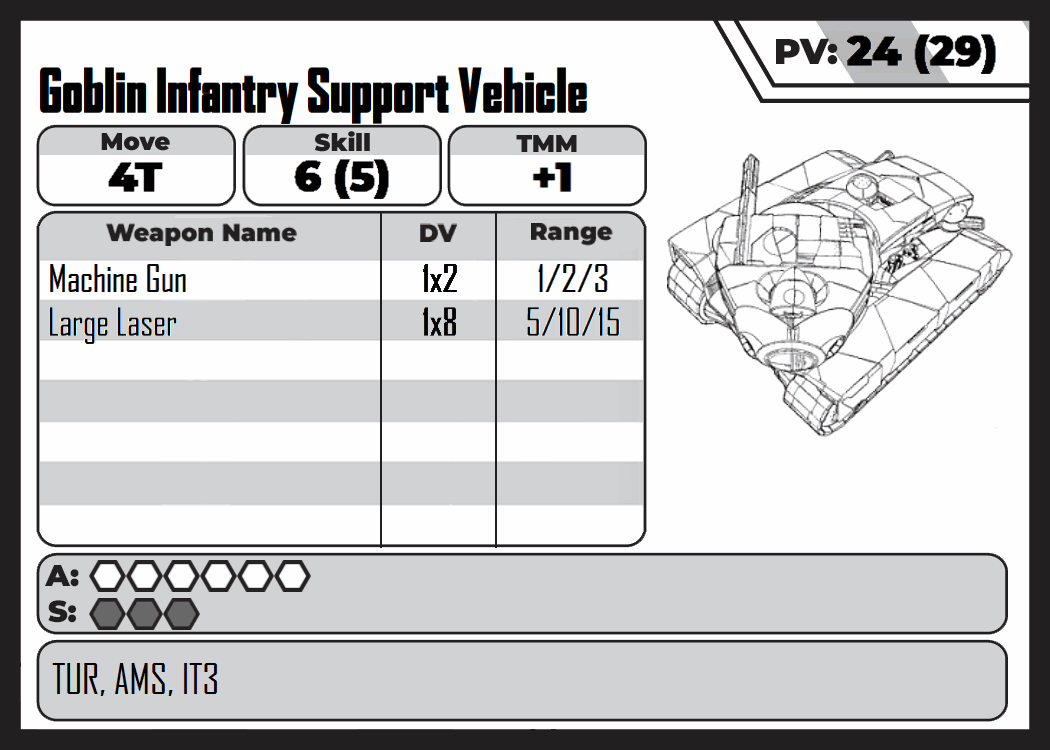 PV: 24 (29)
Goblin Infantry Support Vehicle
Move Skill TMM
4T 6 (5) +1
Weapon Name DV Range
Machine Gun 1x2 1/2/3
Large Laser 1x8 5/10/15
A:
S:
TUR, AMS, IT3